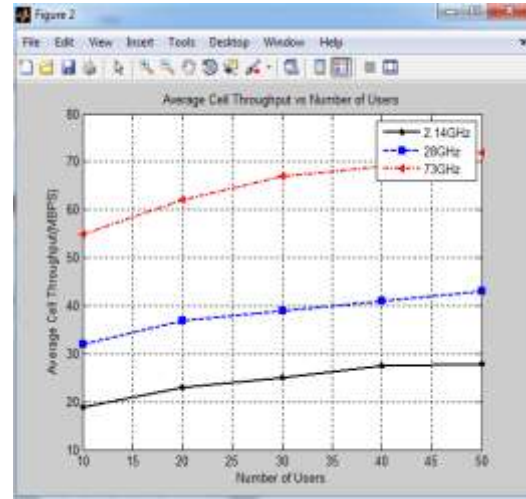 Figure 2
File Edit View Insert Tools Desktop Window Help
Average Cell Throughput vs Number of Users
80
70
60
50
40
30
20
10
Average Cell Throughput(MBPS)
2.14GHz
28GHz
73GHz
10 15 20 25 30 35 40 45 50
Number of Users